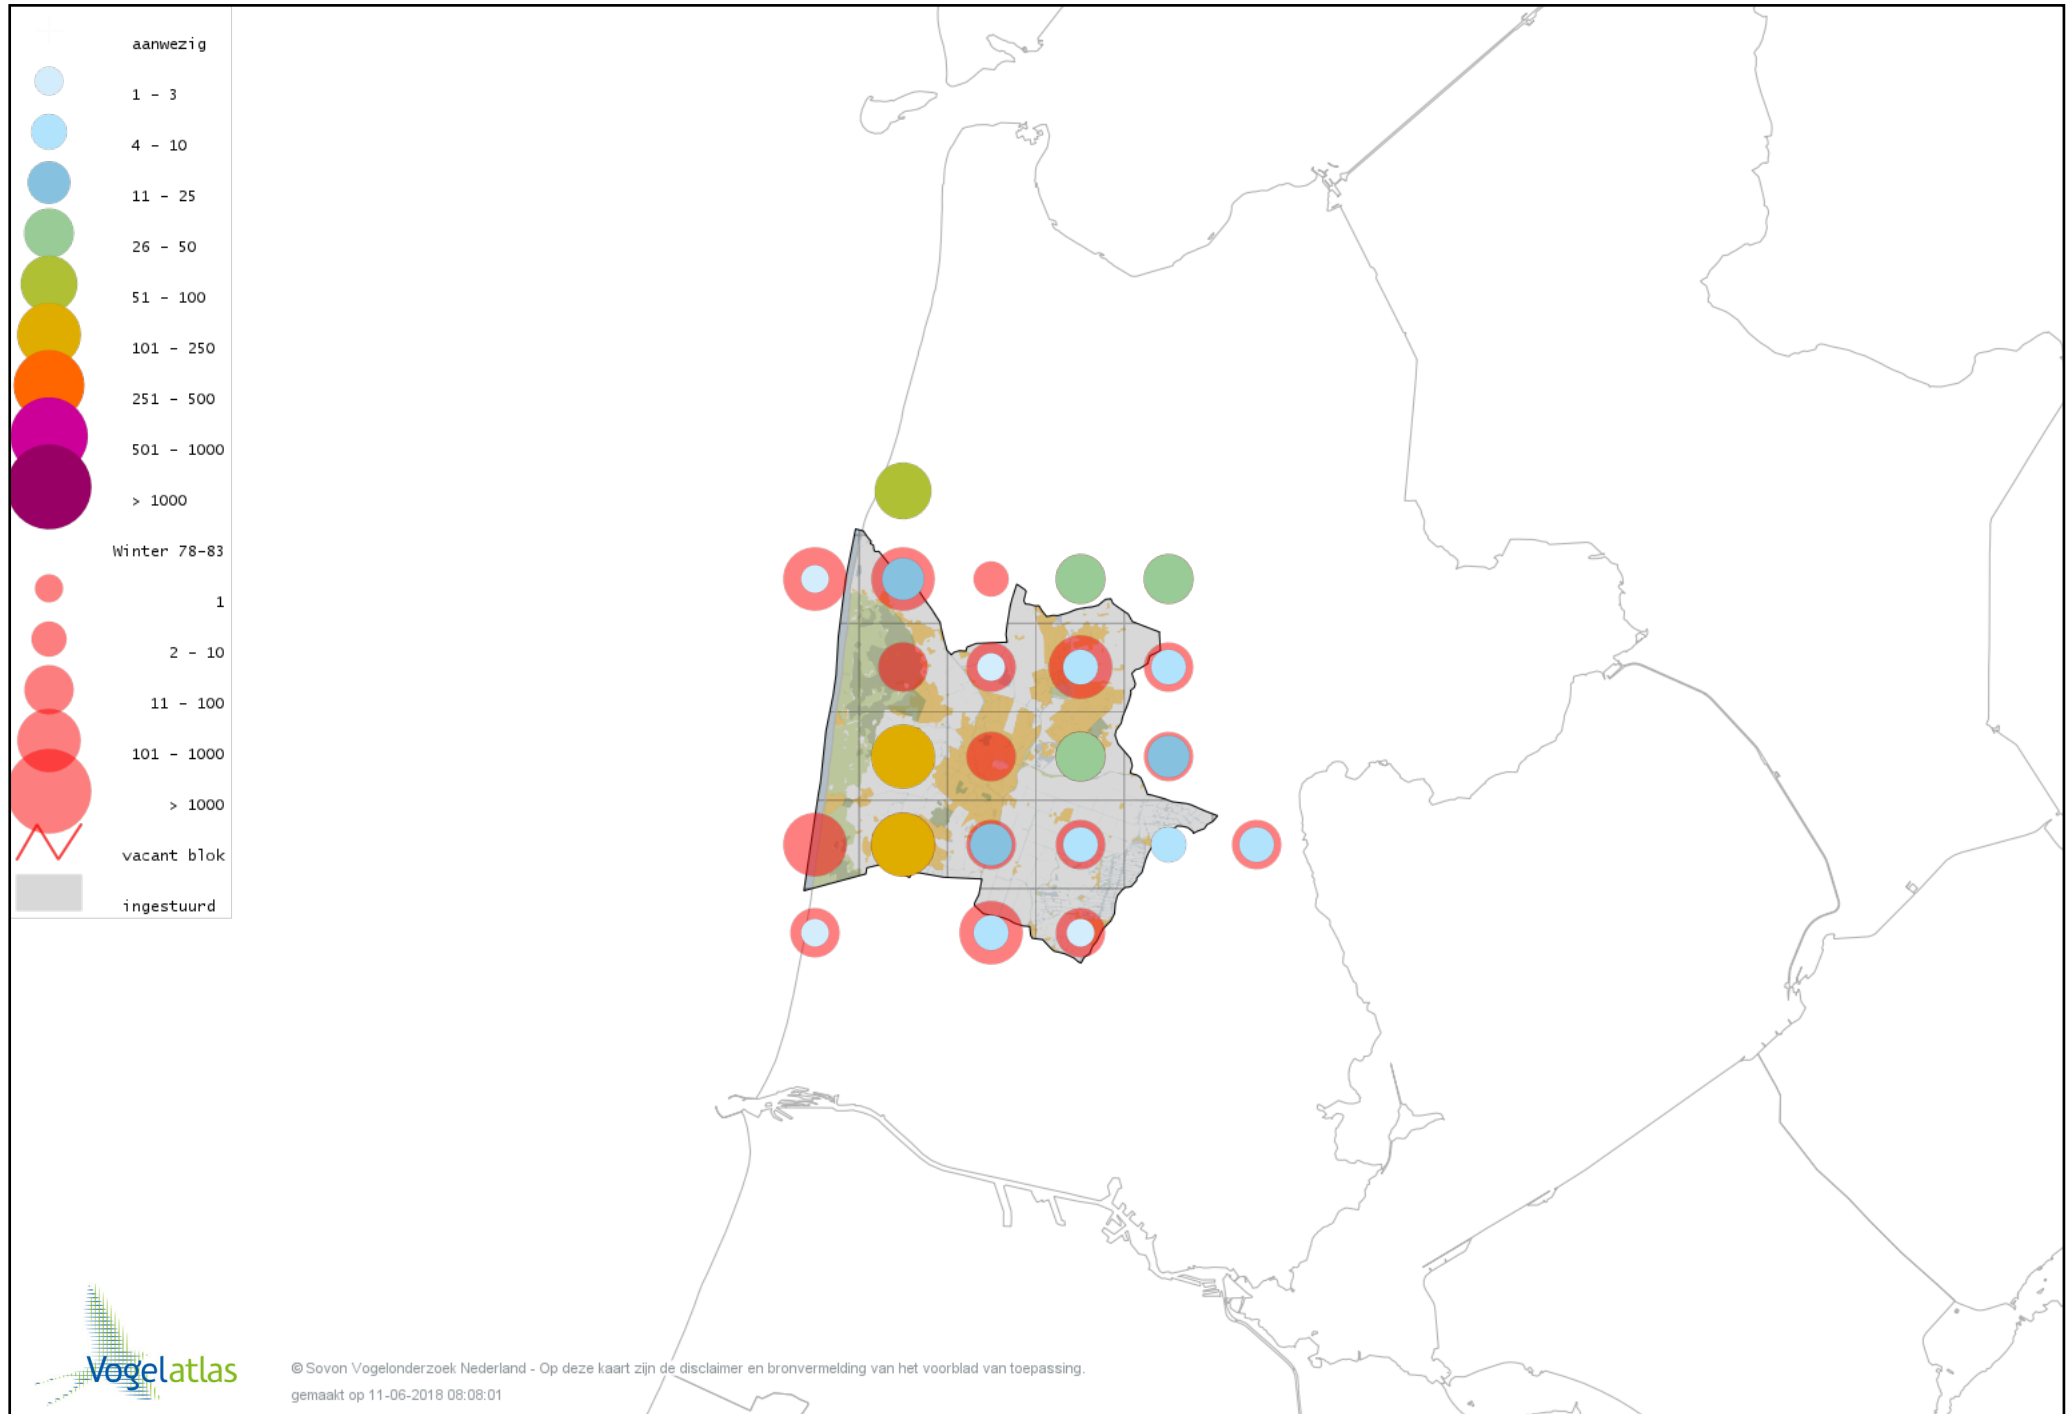 aanwezig
1 - 3
4 - 10
11 - 25
26 - 50
51 - 100
101 - 250
251 - 500
501 - 1000
> 1000
Winter 78-83
1
2 - 10
11 - 100
101 - 1000
> 1000
vacant blok
ingestuurd
Vogelatlas
© Sovon Vogelonderzoek Nederland - Op deze kaart zijn de disclaimer en bronvermelding van het voorblad van toepassing.
gemaakt op 11-06-2018 08:08:01